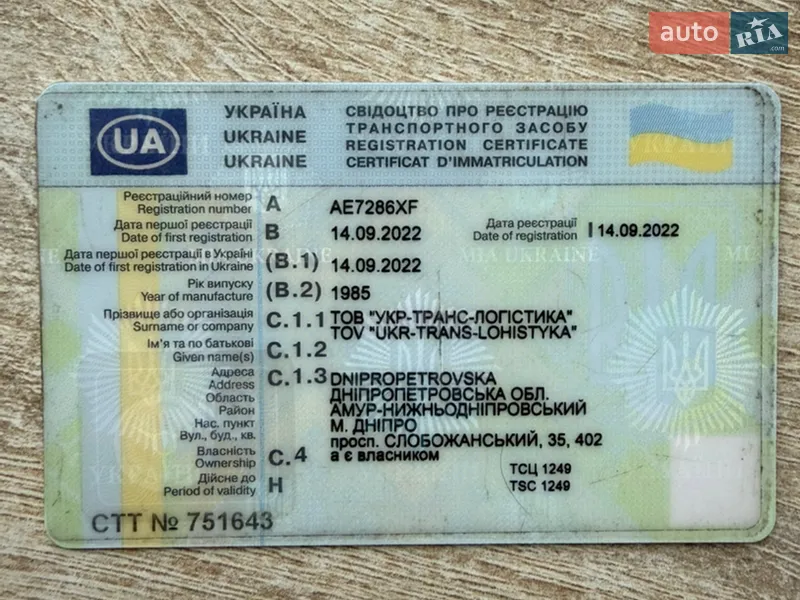 auto RIA .com
УКРАЇНА
UKRAINE
UKRAINE
СВІДОЦТВО ПРО РЕЄСТРАЦІЮ
ТРАНСПОРТНОГО ЗАСОБУ
REGISTRATION CERTIFICATE
CERTIFICAT D'IMMATRICULATION
UA
Реєстраційний номер
Registration number
A
AE7286XF
Дата першої реєстрації
Date of first registration
B
14.09.2022
Дата реєстрації
Date of registration
I 14.09.2022
Дата першої реєстрації в Україні
Date of first registration in Ukraine
(B.1)
14.09.2022
MIA UKRAINE
Рік випуску
Year of manufacture
(B.2)
1985
Прізвище або організація
Surname or company
C.1.1
ТОВ "УКР-ТРАНС-ЛОГІСТИКА"
TOV "UKR-TRANS-LOHISTYKA"
Ім'я та по батькові
Given name(s)
C.1.2
Адреса
Address
Область
Район
Нас. пункт
Вул., буд., кв.
C.1.3
DNIPROPETROVSKA
ДНІПРОПЕТРОВСЬКА ОБЛ.
АМУР-НИЖНЬОДНІПРОВСЬКИЙ
М. ДНІПРО
просп. СЛОБОЖАНСЬКИЙ, 35, 402
Власність
Ownership
C.4
а є власником
Дійсне до
Period of validity
H
ТСЦ 1249
TSC 1249
СТТ № 751643